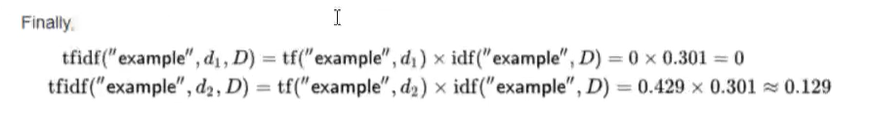 Finally,
tfidf("example", d₁, D) = tf("example", d₁) × idf("example", D) = 0 × 0.301 = 0
tfidf("example", d₂, D) = tf("example", d₂) × idf("example", D) = 0.429 × 0.301 ≈ 0.129